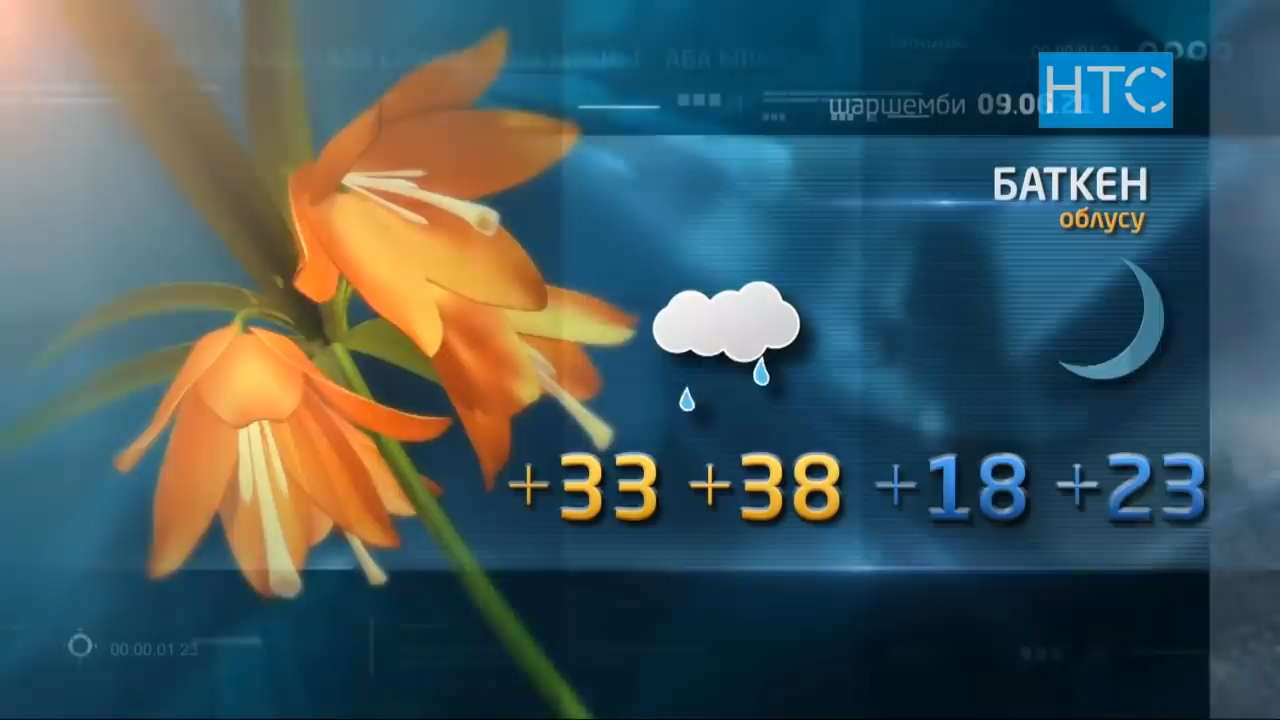 шаршемби 09.06.21
НТС
БАТКЕН
облусу
+33 +38 +18 +23
00:00.01 23